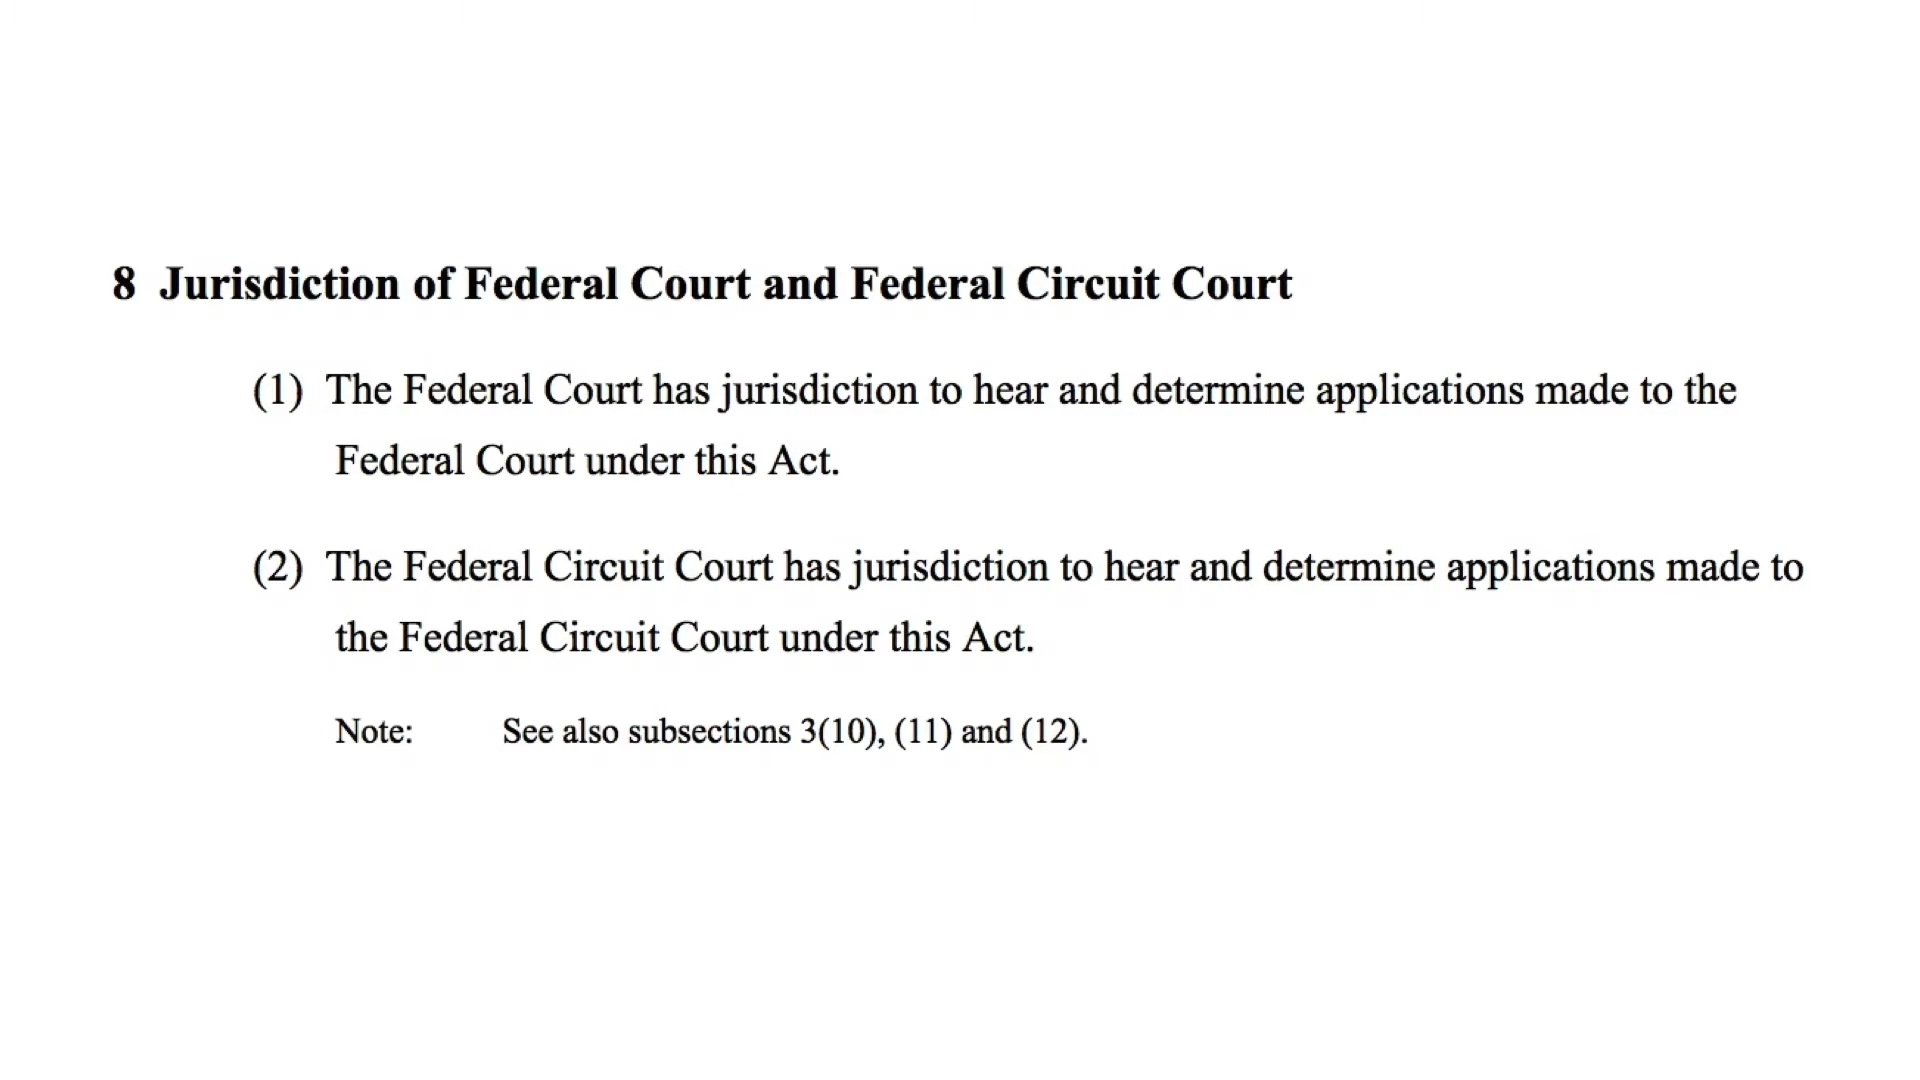 8 Jurisdiction of Federal Court and Federal Circuit Court
(1) The Federal Court has jurisdiction to hear and determine applications made to the
Federal Court under this Act.
(2) The Federal Circuit Court has jurisdiction to hear and determine applications made to
the Federal Circuit Court under this Act.
Note: See also subsections 3(10), (11) and (12).